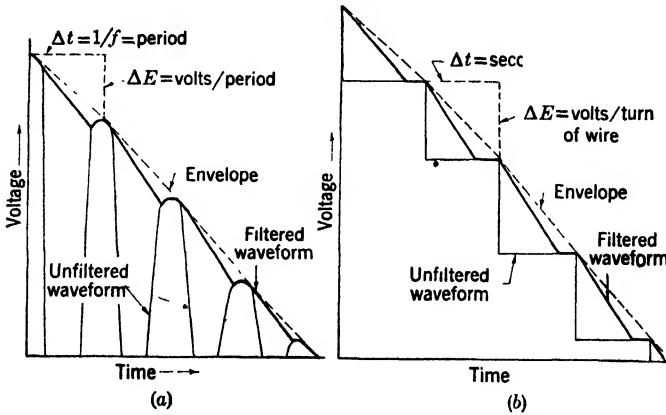 Δt=1/f=period
ΔE=volts/period
Envelope
Filtered
waveform
Unfiltered
waveform
Voltage
Time
(a)
Δt=secc
ΔE=volts/turn
of wire
Envelope
Filtered
waveform
Unfiltered
waveform
Voltage
Time
(b)